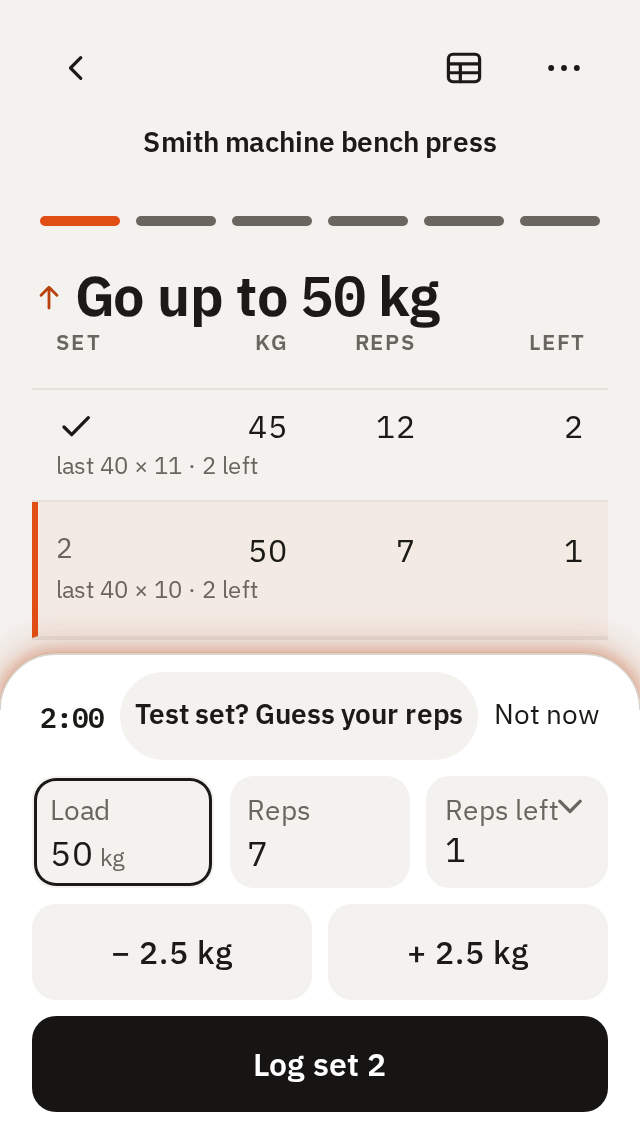 Smith machine bench press
Go up to 50 kg
SET KG REPS LEFT
45 12 2
last 40 × 11 · 2 left
2 50 7 1
last 40 × 10 · 2 left
2:00 Test set? Guess your reps Not now
Load Reps Reps left
50 kg 7 1
− 2.5 kg + 2.5 kg
Log set 2